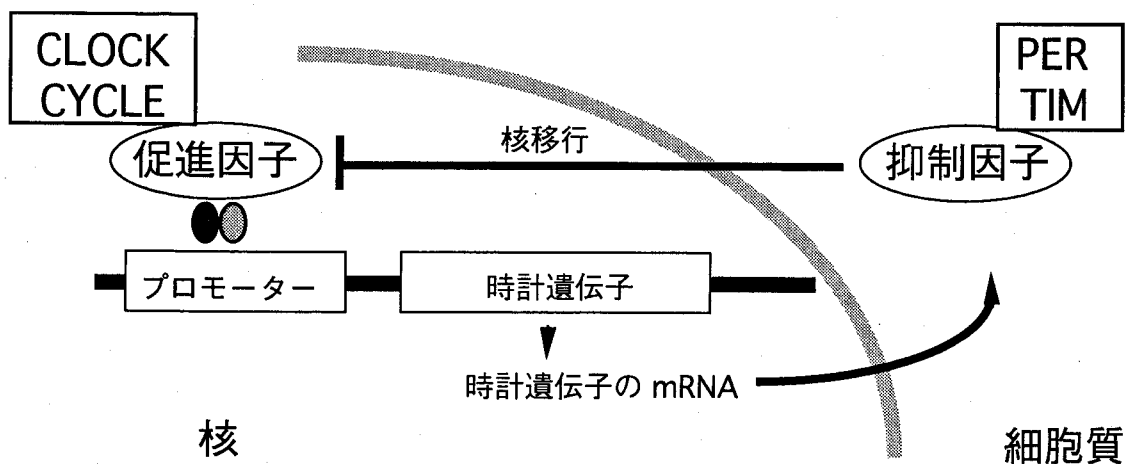 CLOCK
CYCLE
PER
TIM
促進因子
核移行
抑制因子
プロモーター
時計遺伝子
時計遺伝子の mRNA
核
細胞質